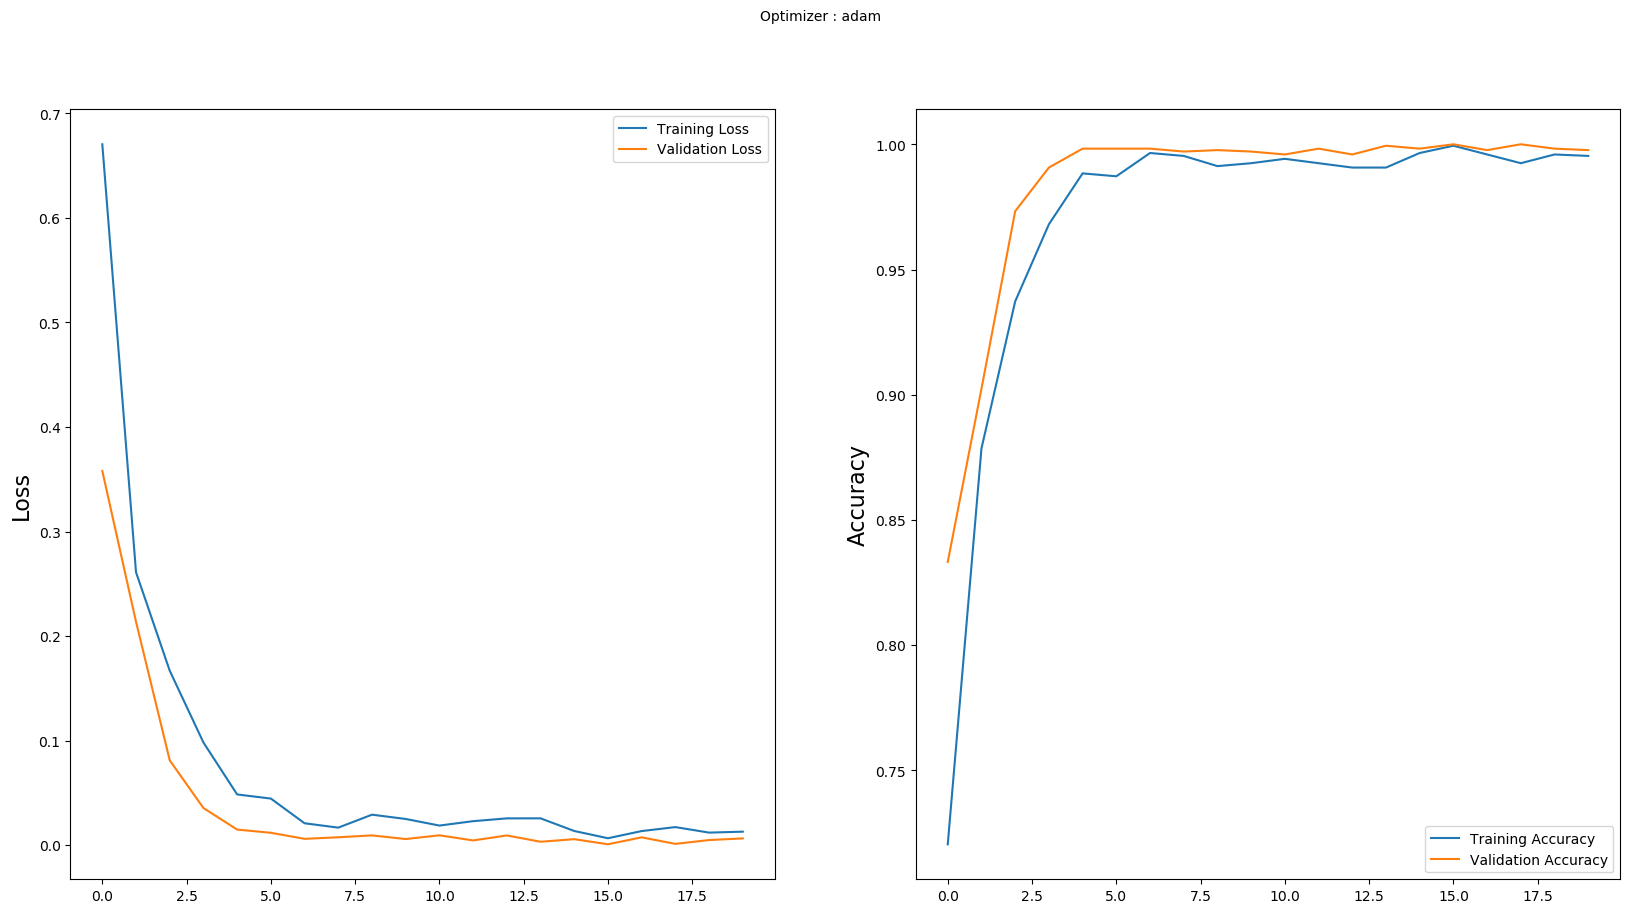 Optimizer : adam
Loss
0.7
0.6
0.5
0.4
0.3
0.2
0.1
0.0
0.0 2.5 5.0 7.5 10.0 12.5 15.0 17.5
Training Loss
Validation Loss
Accuracy
1.00
0.95
0.90
0.85
0.80
0.75
0.0 2.5 5.0 7.5 10.0 12.5 15.0 17.5
Training Accuracy
Validation Accuracy